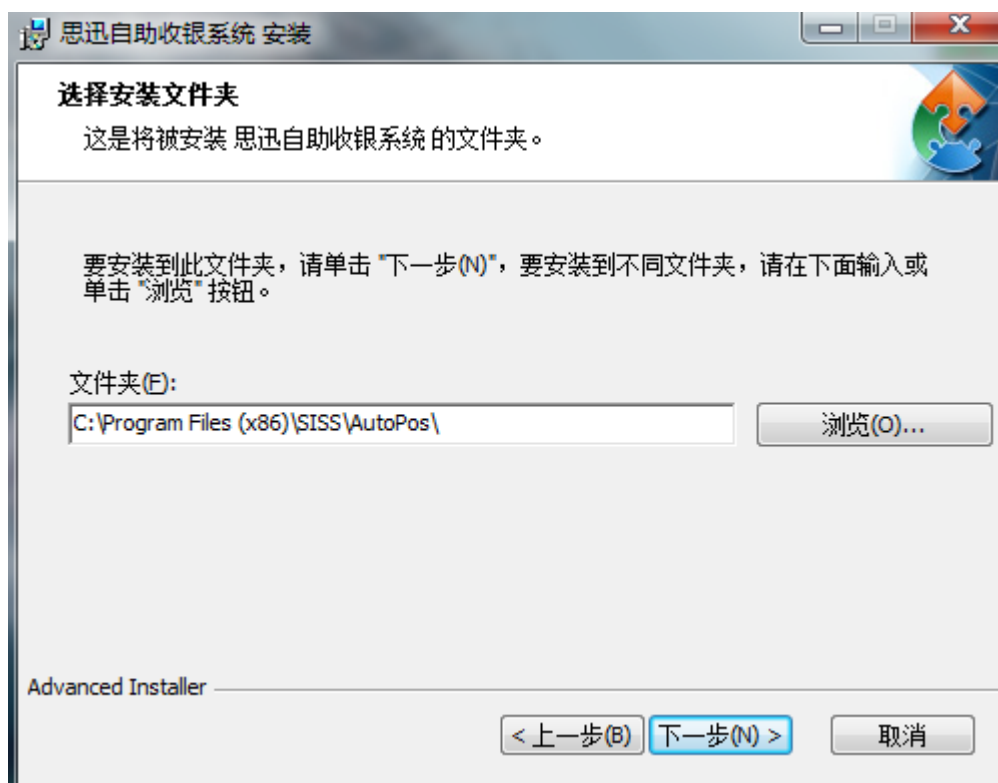 思迅自助收银系统 安装
选择安装文件夹
这是将被安装 思迅自助收银系统 的文件夹。
要安装到此文件夹，请单击 "下一步(N)"，要安装到不同文件夹，请在下面输入或
单击 "浏览" 按钮。
文件夹(F):
C:\Program Files (x86)\SISS\AutoPos\
浏览(O)...
Advanced Installer
< 上一步(B)
下一步(N) >
取消